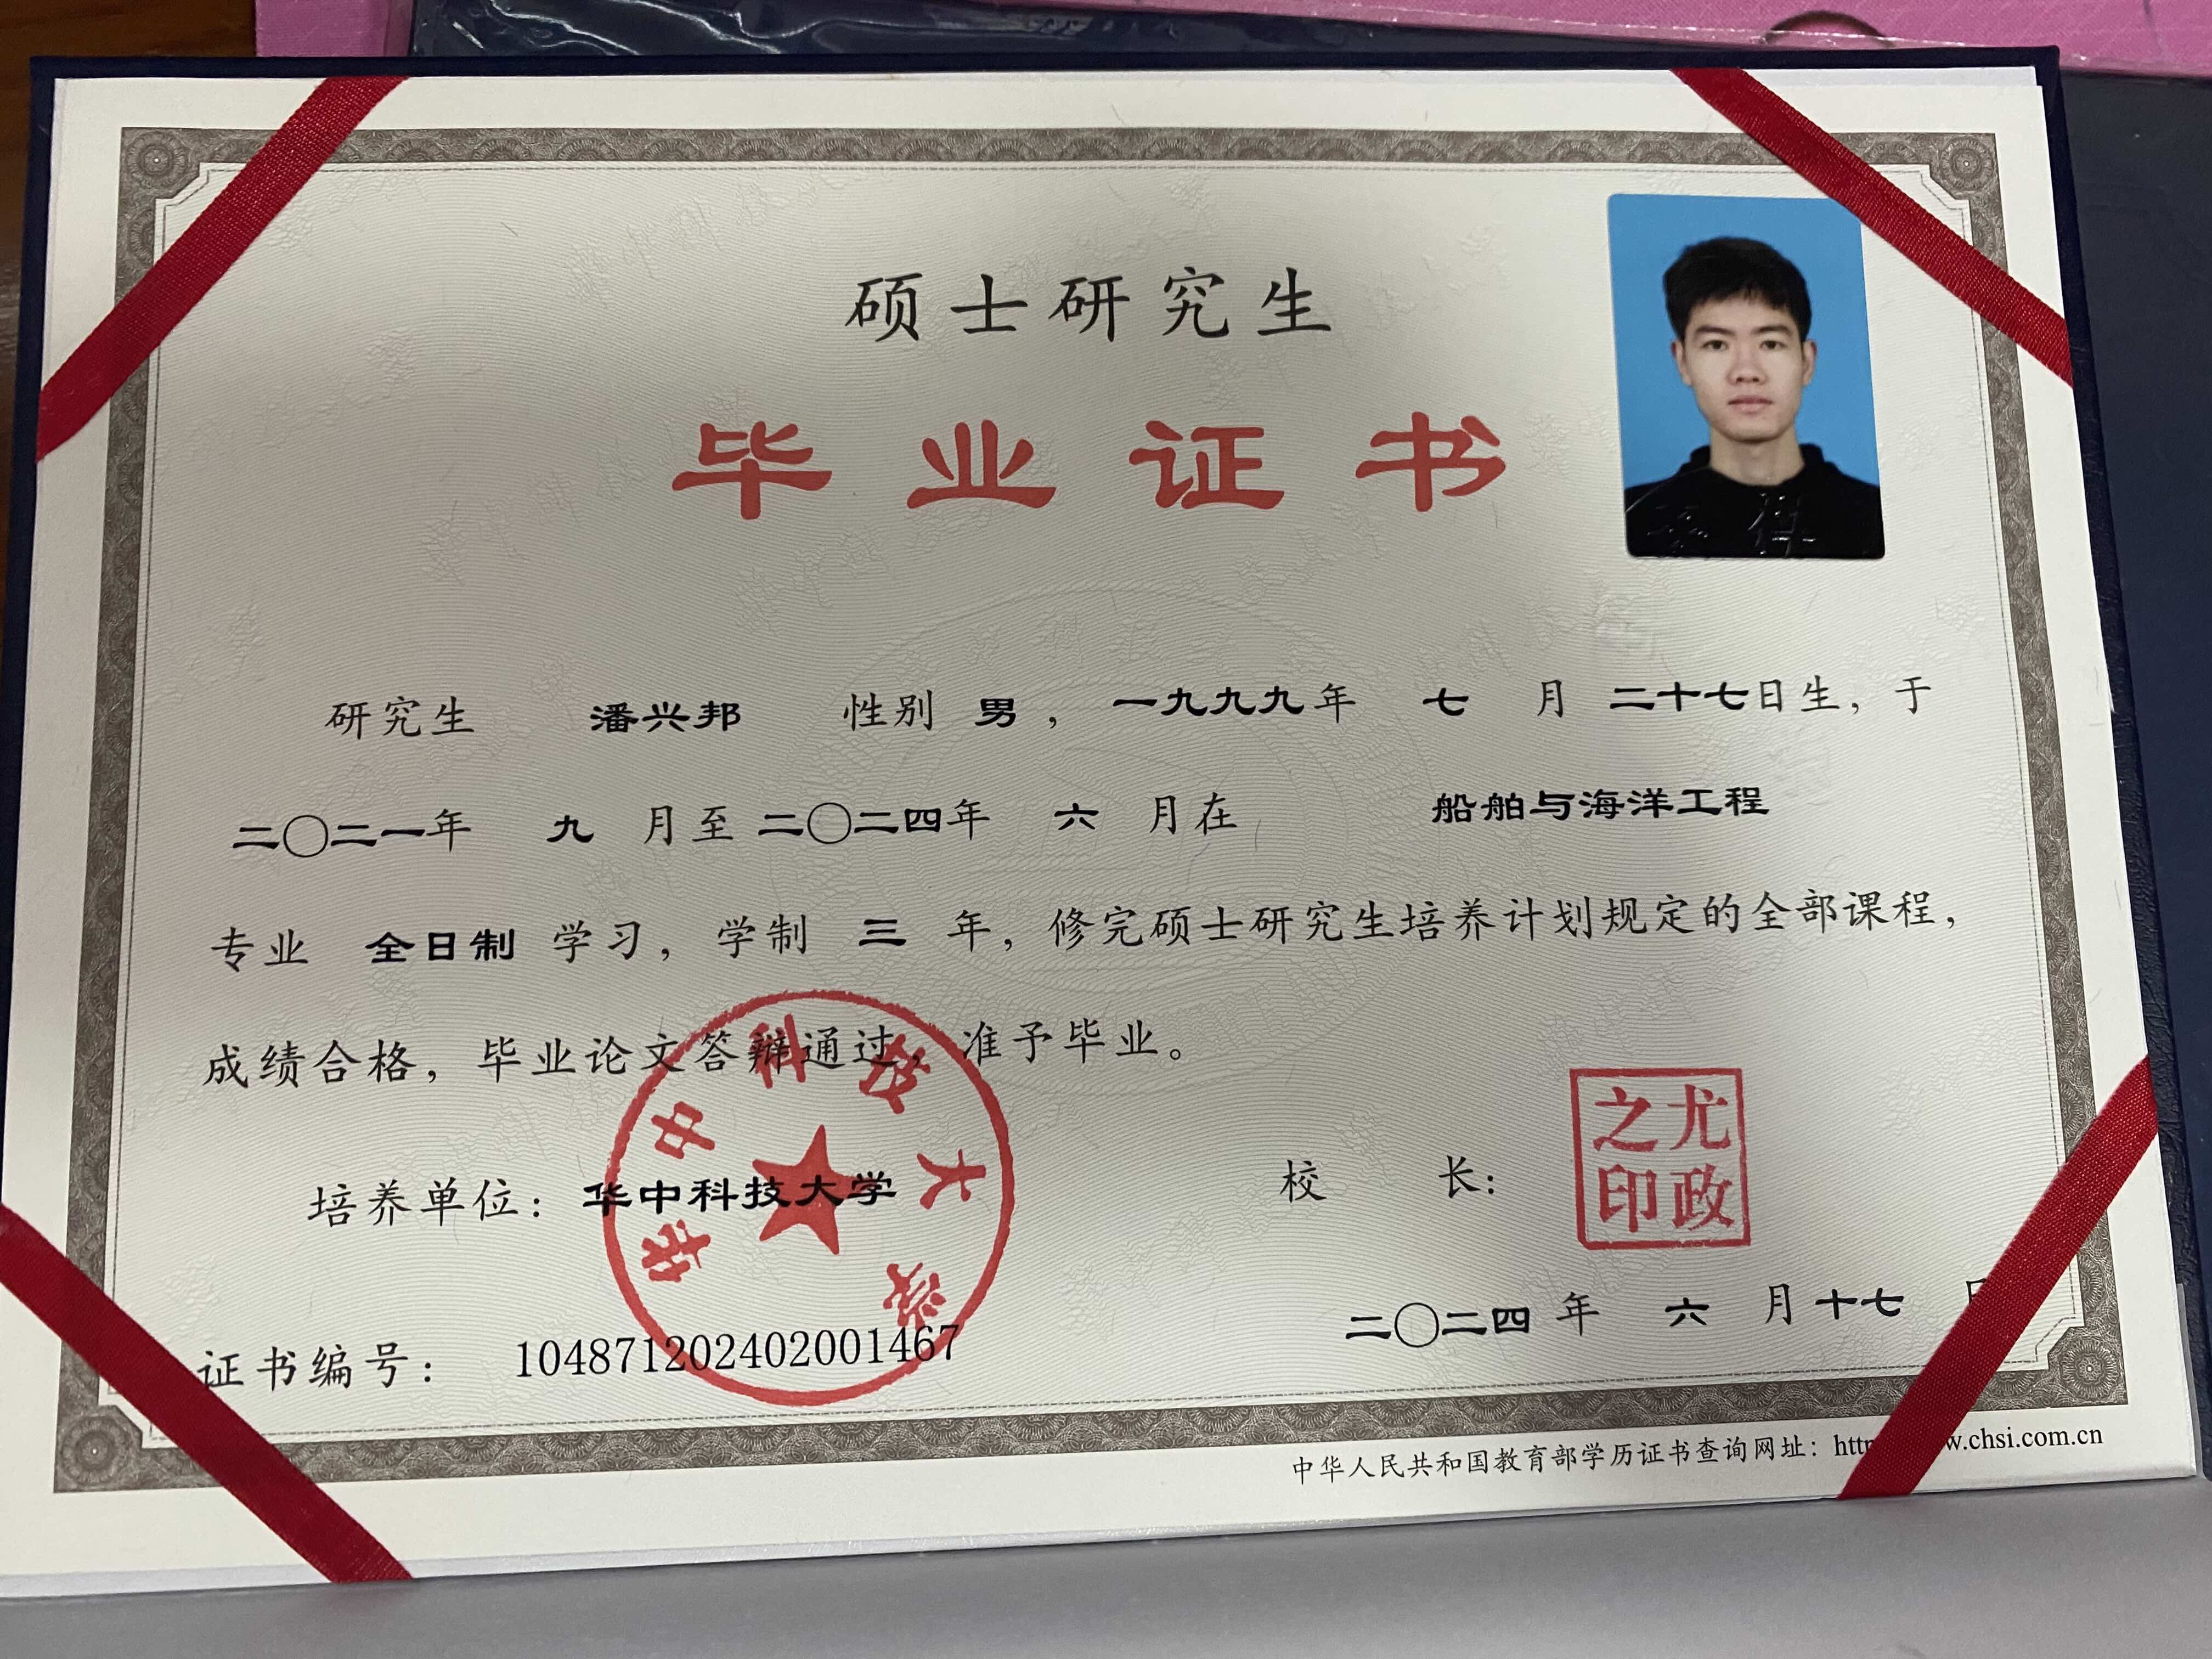 硕士研究生
毕业证书
研究生 潘兴邦 性别 男，一九九九年 七 月 二十七日生，于
二〇二一年 九 月至 二〇二四年 六 月在 船舶与海洋工程
专业 全日制 学习，学制 三 年，修完硕士研究生培养计划规定的全部课程，
成绩合格，毕业论文答辩通过，准予毕业。
华中科技大学
培养单位：华中科技大学
校 长：
尤政之印
二〇二四 年 六 月 十七 日
证书编号： 104871202402001467
中华人民共和国教育部学历证书查询网址：http w.chsi.com.cn